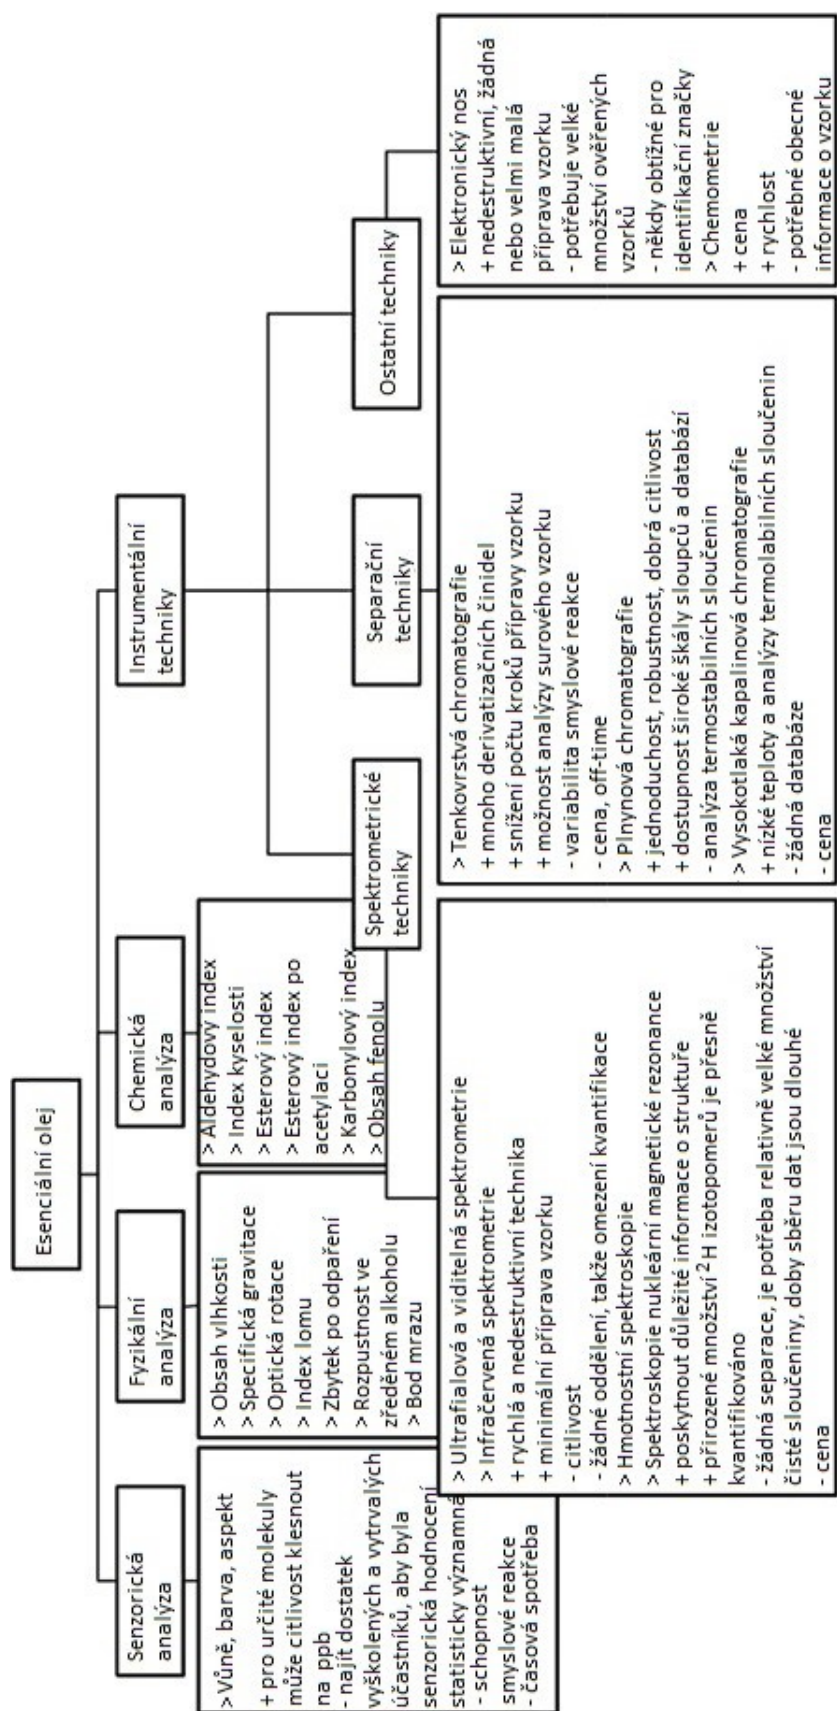 Esenciální olej
Senzorická
analýza
Fyzikální
analýza
Chemická
analýza
Instrumentální
techniky
> Vůně, barva, aspekt
+ pro určité molekuly
může citlivost klesnout
na ppb
- najít dostatek
vyškolených a vytrvalých
účastníků, aby byla
senzorická hodnocení
statisticky významná
- schopnost
smyslové reakce
- časová spotřeba
> Obsah vlhkosti
> Specifická gravitace
> Optická rotace
> Index lomu
> Zbytek po odpaření
> Rozpustnost ve
zředěném alkoholu
> Bod mrazu
> Aldehydový index
> Index kyselosti
> Esterový index
> Esterový index po
acetylaci
> Karbonylový index
> Obsah fenolu
Spektrometrické
techniky
Separační
techniky
Ostatní techniky
> Ultrafialová a viditelná spektrometrie
> Infračervená spektrometrie
+ rychlá a nedestruktivní technika
+ minimální příprava vzorku
- citlivost
- žádné oddělení, takže omezení kvantifikace
> Hmotnostní spektroskopie
> Spektroskopie nukleární magnetické rezonance
+ poskytnout důležité informace o struktuře
+ přirozené množství ²H izotopomerů je přesně
kvantifikováno
- žádná separace, je potřeba relativně velké množství
čisté sloučeniny, doby sběru dat jsou dlouhé
- cena
> Tenkovrstvá chromatografie
+ mnoho derivatizačních činidel
+ snížení počtu kroků přípravy vzorku
+ možnost analýzy surového vzorku
- variabilita smyslové reakce
- cena, off-time
> Plnynová chromatografie
+ jednoduchost, robustnost, dobrá citlivost
+ dostupnost široké škály sloupců a databází
- analýza termostabilních sloučenin
> Vysokotlaká kapalinová chromatografie
+ nízké teploty a analýzy termolabilních sloučenin
- žádná databáze
- cena
> Elektronický nos
+ nedestruktivní, žádná
nebo velmi malá
příprava vzorku
- potřebuje velké
množství ověřených
vzorků
- někdy obtížné pro
identifikační značky
> Chemometrie
+ cena
+ rychlost
- potřebné obecné
informace o vzorku